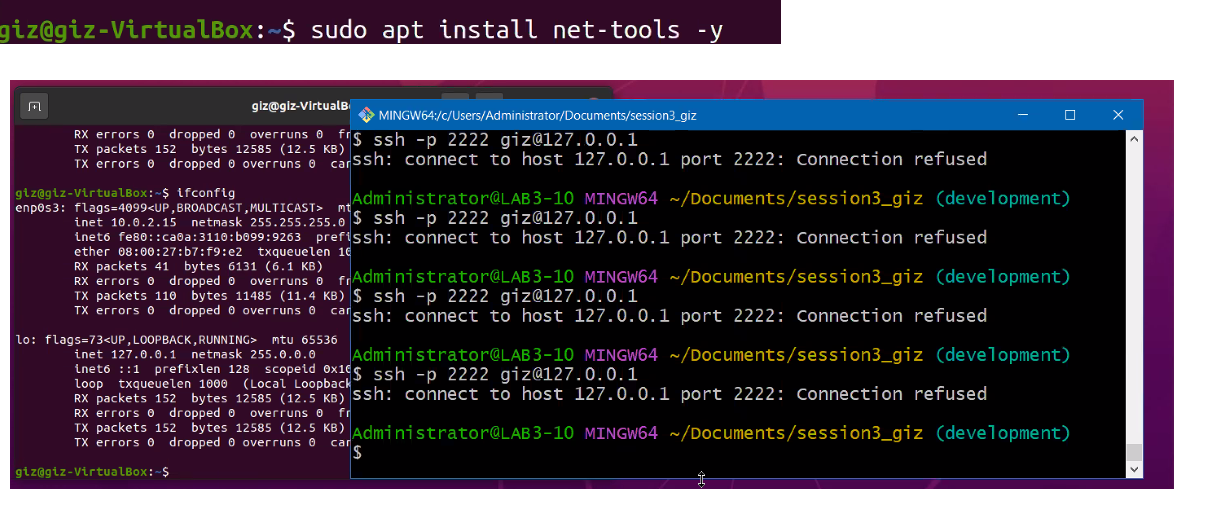 giz@giz-VirtualBox:~$ sudo apt install net-tools -y
giz@giz-VirtualB
RX errors 0 dropped 0 overruns 0 fr
TX packets 152 bytes 12585 (12.5 KB)
TX errors 0 dropped 0 overruns 0 car
giz@giz-VirtualBox:~$ ifconfig
enp0s3: flags=4099<UP,BROADCAST,MULTICAST> mt
inet 10.0.2.15 netmask 255.255.255.0
inet6 fe80::ca0a:3110:b099:9263 prefi
ether 08:00:27:b7:f9:e2 txqueuelen 10
RX packets 41 bytes 6131 (6.1 KB)
RX errors 0 dropped 0 overruns 0 fr
TX packets 110 bytes 11485 (11.4 KB)
TX errors 0 dropped 0 overruns 0 car
lo: flags=73<UP,LOOPBACK,RUNNING> mtu 65536
inet 127.0.0.1 netmask 255.0.0.0
inet6 ::1 prefixlen 128 scopeid 0x10
loop txqueuelen 1000 (Local Loopback
RX packets 152 bytes 12585 (12.5 KB)
RX errors 0 dropped 0 overruns 0 fr
TX packets 152 bytes 12585 (12.5 KB)
TX errors 0 dropped 0 overruns 0 car
giz@giz-VirtualBox:~$
MINGW64:/c/Users/Administrator/Documents/session3_giz
$ ssh -p 2222 giz@127.0.0.1
ssh: connect to host 127.0.0.1 port 2222: Connection refused
Administrator@LAB3-10 MINGW64 ~/Documents/session3_giz (development)
$ ssh -p 2222 giz@127.0.0.1
ssh: connect to host 127.0.0.1 port 2222: Connection refused
Administrator@LAB3-10 MINGW64 ~/Documents/session3_giz (development)
$ ssh -p 2222 giz@127.0.0.1
ssh: connect to host 127.0.0.1 port 2222: Connection refused
Administrator@LAB3-10 MINGW64 ~/Documents/session3_giz (development)
$ ssh -p 2222 giz@127.0.0.1
ssh: connect to host 127.0.0.1 port 2222: Connection refused
Administrator@LAB3-10 MINGW64 ~/Documents/session3_giz (development)
$